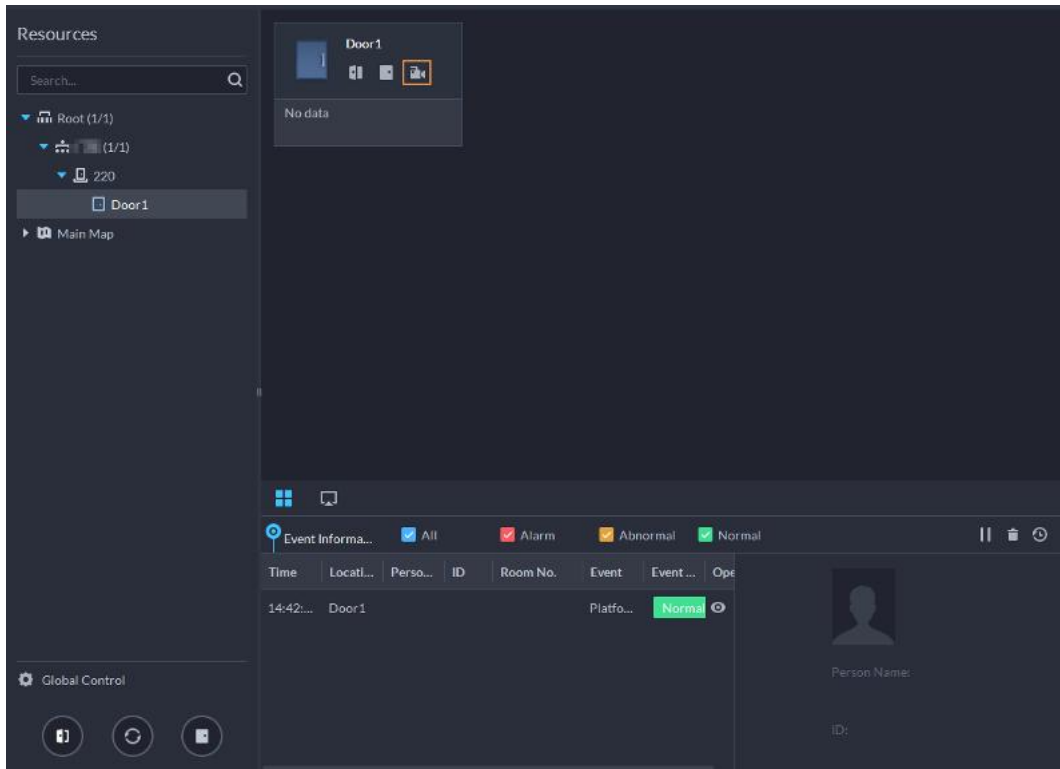 Resources
Search...
Root (1/1)
(1/1)
220
Door1
Main Map
Global Control
Door1
No data
Event Informa...
All
Alarm
Abnormal
Normal
Time Locati... Perso... ID Room No. Event Event ... Ope
14:42:... Door1 Platfo... Normal
Person Name:
ID: